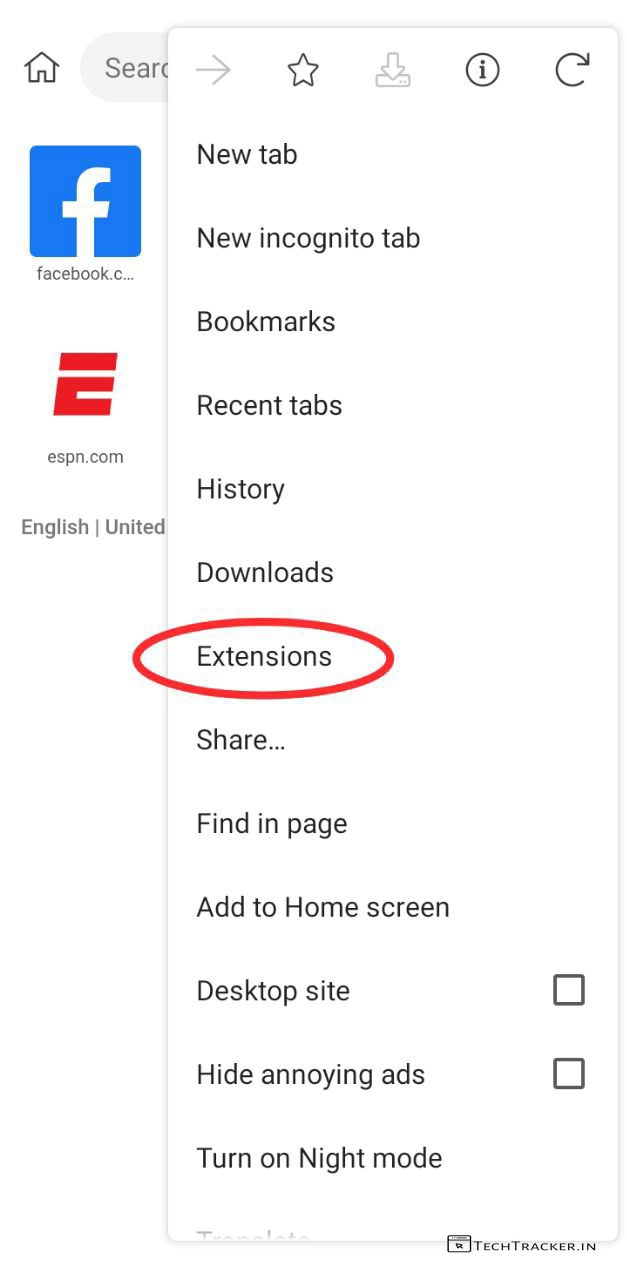 Searc
New tab
New incognito tab
facebook.c...
Bookmarks
Recent tabs
espn.com
History
English | United
Downloads
Extensions
Share...
Find in page
Add to Home screen
Desktop site
Hide annoying ads
Turn on Night mode
TECHTRACKER.IN